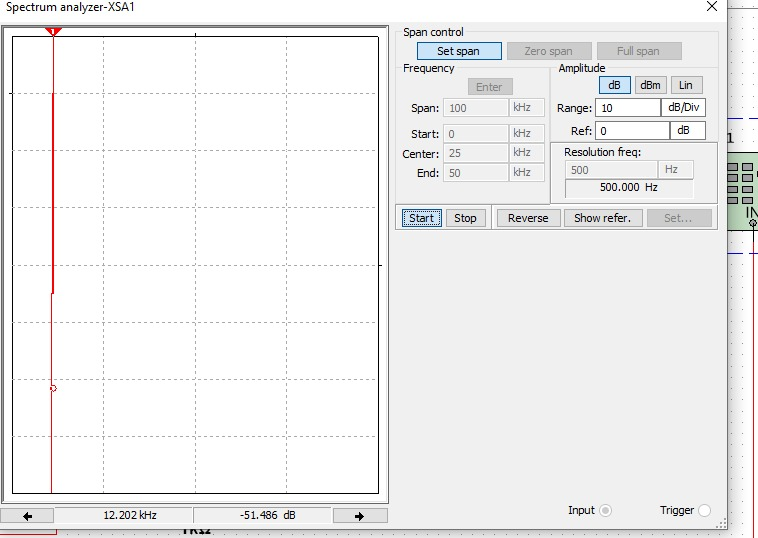 Spectrum analyzer-XSA1
1
Span control
Set span Zero span Full span
Frequency
Enter
Span: 100 kHz
Start: 0 kHz
Center: 25 kHz
End: 50 kHz
Amplitude
dB dBm Lin
Range: 10 dB/Div
Ref: 0 dB
Resolution freq:
500 Hz
500.000 Hz
Start Stop Reverse Show refer. Set...
12.202 kHz -51.486 dB
Input Trigger
1
IN